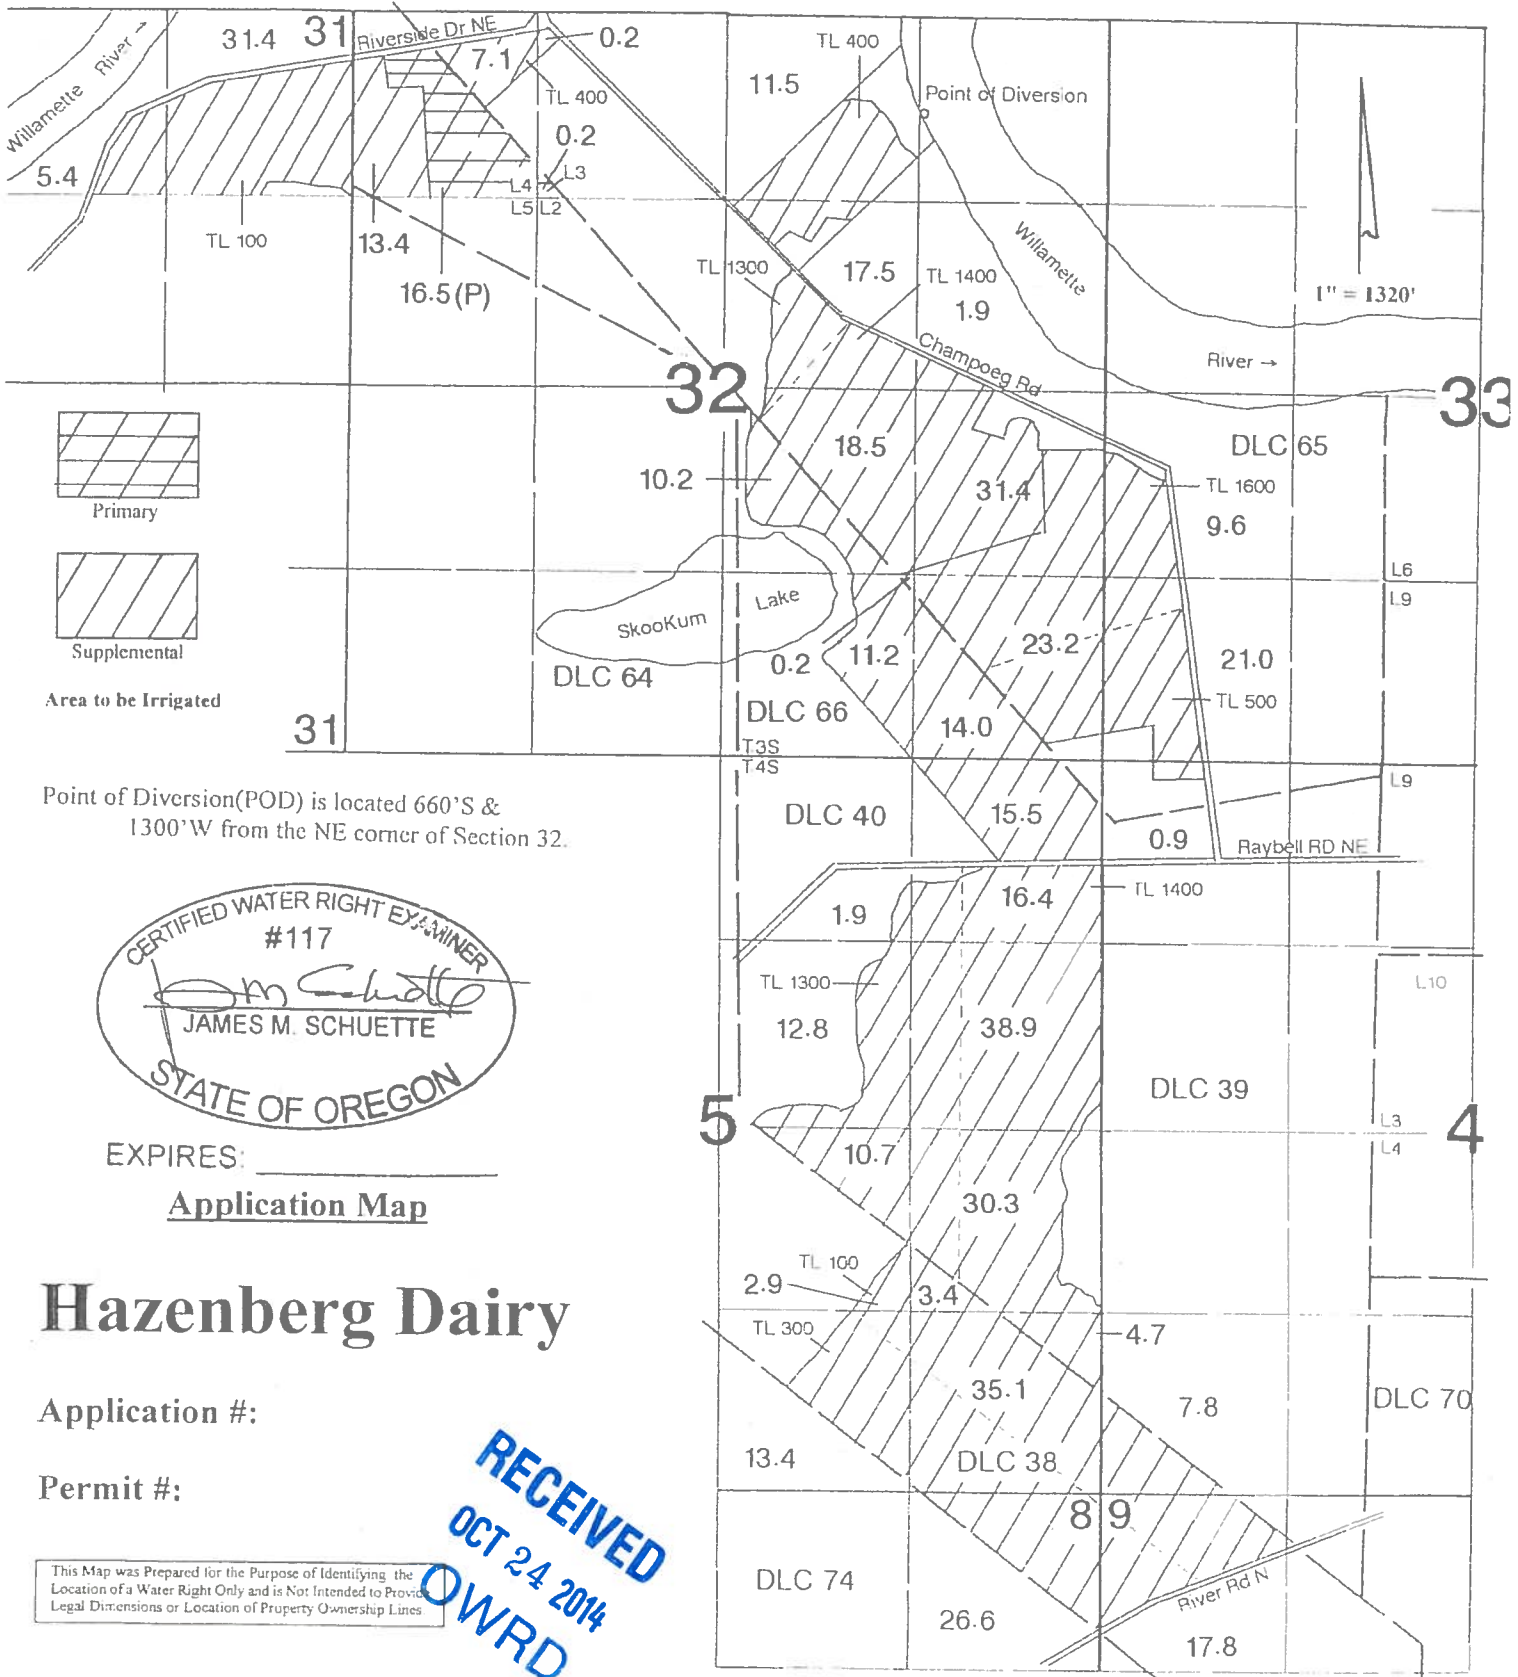 31.4
31
Riverside Dr NE
7.1
0.2
TL 400
11.5
TL 400
Point of Diversion
Willamette River →
5.4
0.2
L4
L3
L5
L2
TL 100
13.4
16.5 (P)
TL 1300
17.5
TL 1400
1.9
Willamette
River →
1" = 1320'
Champoeg Rd
32
33
Primary
Supplemental
Area to be Irrigated
10.2
18.5
31.4
DLC 65
TL 1600
9.6
L6
L9
SkooKum Lake
DLC 64
0.2
11.2
23.2
21.0
TL 500
DLC 66
14.0
31
T3S
T4S
L9
Point of Diversion(POD) is located 660'S &
1300'W from the NE corner of Section 32.
DLC 40
15.5
0.9
Raybell RD NE
16.4
TL 1400
1.9
CERTIFIED WATER RIGHT EXAMINER
#117
JAMES M. SCHUETTE
STATE OF OREGON
EXPIRES:
TL 1300
12.8
38.9
L10
DLC 39
5
4
L3
L4
10.7
30.3
Application Map
TL 100
2.9
3.4
TL 300
4.7
35.1
7.8
DLC 70
Hazenberg Dairy
Application #:
Permit #:
13.4
DLC 38
8
9
DLC 74
26.6
River Rd N
17.8
RECEIVED
OCT 24 2014
OWRD
This Map was Prepared for the Purpose of Identifying the
Location of a Water Right Only and is Not Intended to Provide
Legal Dimensions or Location of Property Ownership Lines